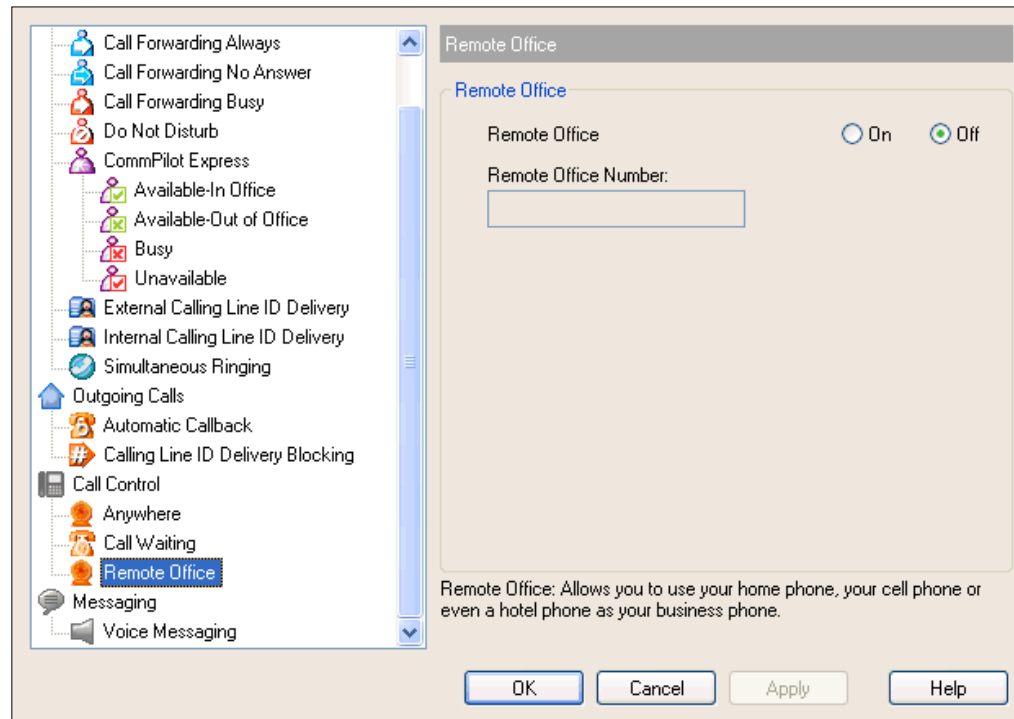 Call Forwarding Always
Call Forwarding No Answer
Call Forwarding Busy
Do Not Disturb
CommPilot Express
Available-In Office
Available-Out of Office
Busy
Unavailable
External Calling Line ID Delivery
Internal Calling Line ID Delivery
Simultaneous Ringing
Outgoing Calls
Automatic Callback
Calling Line ID Delivery Blocking
Call Control
Anywhere
Call Waiting
Remote Office
Messaging
Voice Messaging
Remote Office
Remote Office
Remote Office On Off
Remote Office Number:
Remote Office: Allows you to use your home phone, your cell phone or
even a hotel phone as your business phone.
OK Cancel Apply Help